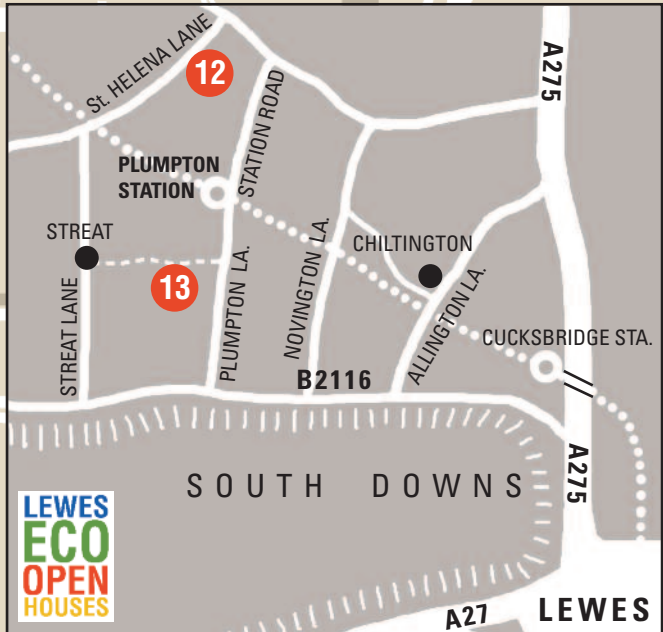 St. HELENA LANE
12
STATION ROAD
A275
PLUMPTON
STATION
STREAT
CHILTINGTON
13
STREAT LANE
PLUMPTON LA.
NOVINGTON LA.
ALLINGTON LA.
CUCKSBRIDGE STA.
B2116
SOUTH DOWNS
A275
LEWES
ECO
OPEN
HOUSES
A27
LEWES